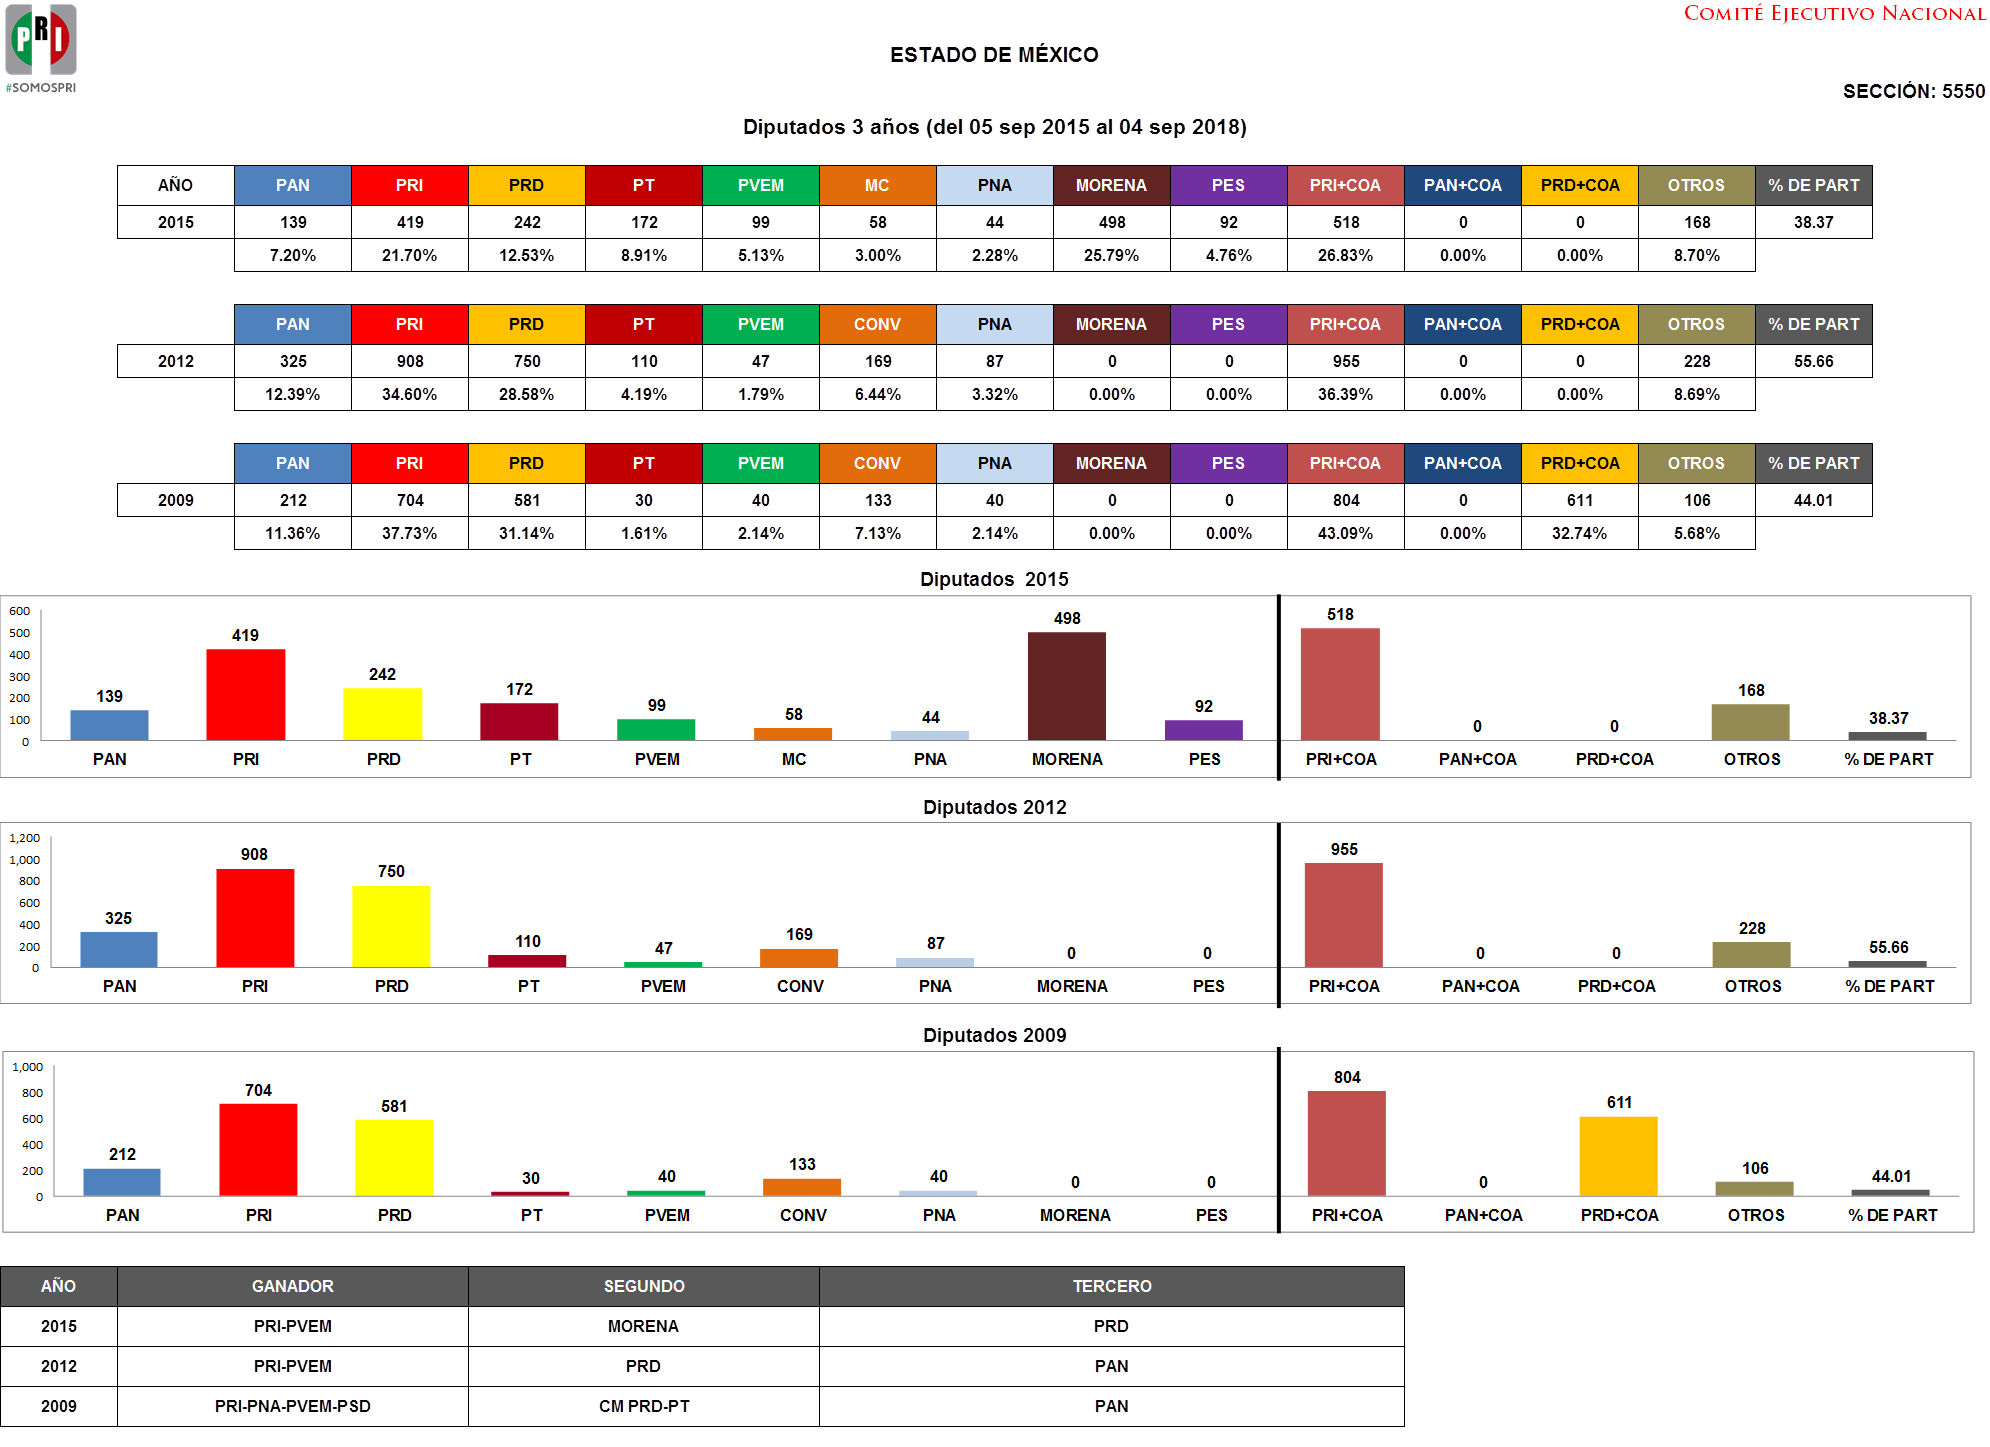 PRI
#SOMOSPRI
COMITÉ EJECUTIVO NACIONAL
ESTADO DE MÉXICO
SECCIÓN: 5550
Diputados 3 años (del 05 sep 2015 al 04 sep 2018)
AÑO PAN PRI PRD PT PVEM MC PNA MORENA PES PRI+COA PAN+COA PRD+COA OTROS % DE PART
2015 139 419 242 172 99 58 44 498 92 518 0 0 168 38.37
7.20% 21.70% 12.53% 8.91% 5.13% 3.00% 2.28% 25.79% 4.76% 26.83% 0.00% 0.00% 8.70%
PAN PRI PRD PT PVEM CONV PNA MORENA PES PRI+COA PAN+COA PRD+COA OTROS % DE PART
2012 325 908 750 110 47 169 87 0 0 955 0 0 228 55.66
12.39% 34.60% 28.58% 4.19% 1.79% 6.44% 3.32% 0.00% 0.00% 36.39% 0.00% 0.00% 8.69%
PAN PRI PRD PT PVEM CONV PNA MORENA PES PRI+COA PAN+COA PRD+COA OTROS % DE PART
2009 212 704 581 30 40 133 40 0 0 804 0 611 106 44.01
11.36% 37.73% 31.14% 1.61% 2.14% 7.13% 2.14% 0.00% 0.00% 43.09% 0.00% 32.74% 5.68%
Diputados 2015
600
500
400
300
200
100
0
139 419 242 172 99 58 44 498 92 518 0 0 168 38.37
PAN PRI PRD PT PVEM MC PNA MORENA PES PRI+COA PAN+COA PRD+COA OTROS % DE PART
Diputados 2012
1,200
1,000
800
600
400
200
0
325 908 750 110 47 169 87 0 0 955 0 0 228 55.66
PAN PRI PRD PT PVEM CONV PNA MORENA PES PRI+COA PAN+COA PRD+COA OTROS % DE PART
Diputados 2009
1,000
800
600
400
200
0
212 704 581 30 40 133 40 0 0 804 0 611 106 44.01
PAN PRI PRD PT PVEM CONV PNA MORENA PES PRI+COA PAN+COA PRD+COA OTROS % DE PART
AÑO GANADOR SEGUNDO TERCERO
2015 PRI-PVEM MORENA PRD
2012 PRI-PVEM PRD PAN
2009 PRI-PNA-PVEM-PSD CM PRD-PT PAN